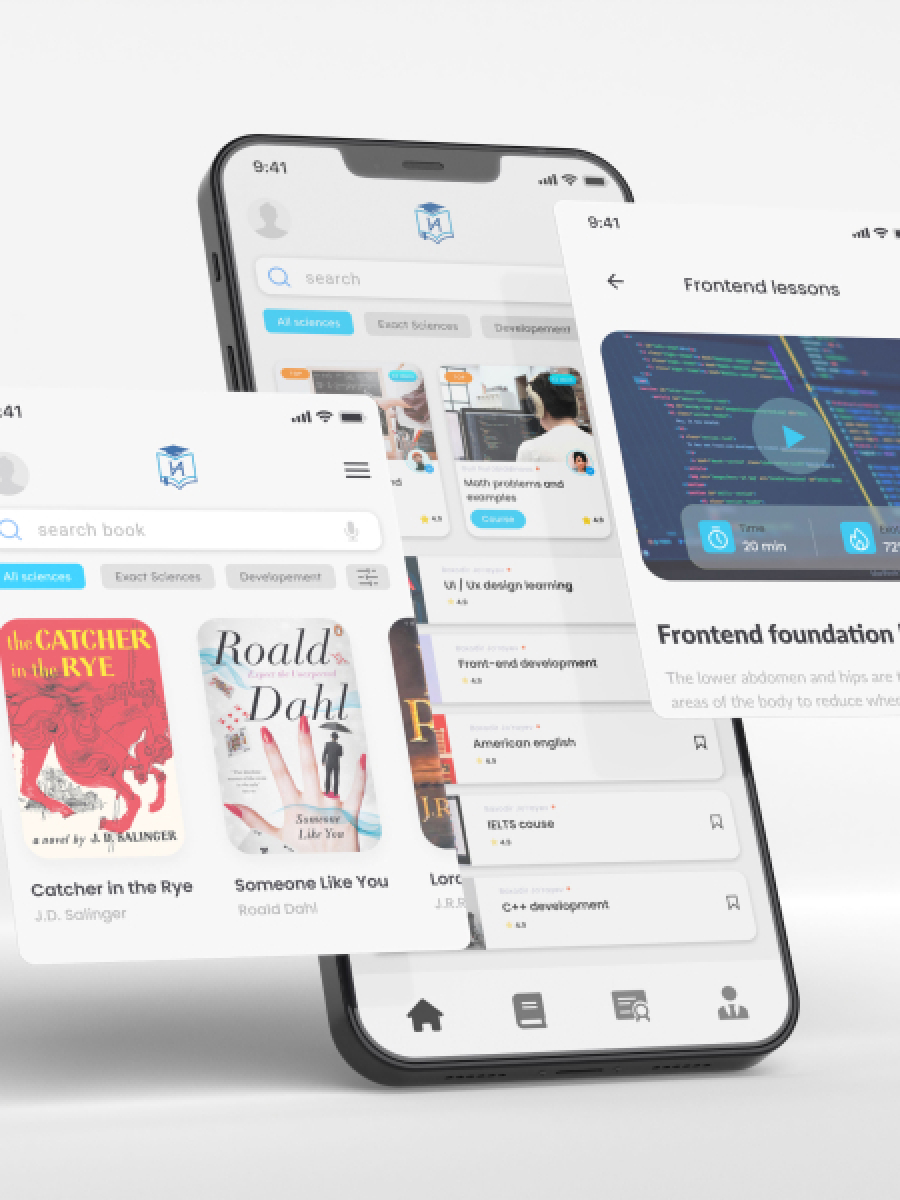 9:41
search
All sciences
Exact Sciences
Developement
TOP
TOP
Math problems and
examples
Course
4.9
4.9
UI | Ux design learning
4.9
Front-end development
4.9
American english
4.9
IELTS couse
4.9
C++ development
4.9
:41
search book
All sciences
Exact Sciences
Developement
the CATCHER
in the RYE
a novel by J. D. SALINGER
Catcher in the Rye
J.D. Salinger
Roald
Expect the Unexpected
Dahl
Someone
Like You
Someone Like You
Roald Dahl
J.R
Lord
J.R.R
9:41
Frontend lessons
Time
20 min
72
Frontend foundation
The lower abdomen and hips are
areas of the body to reduce